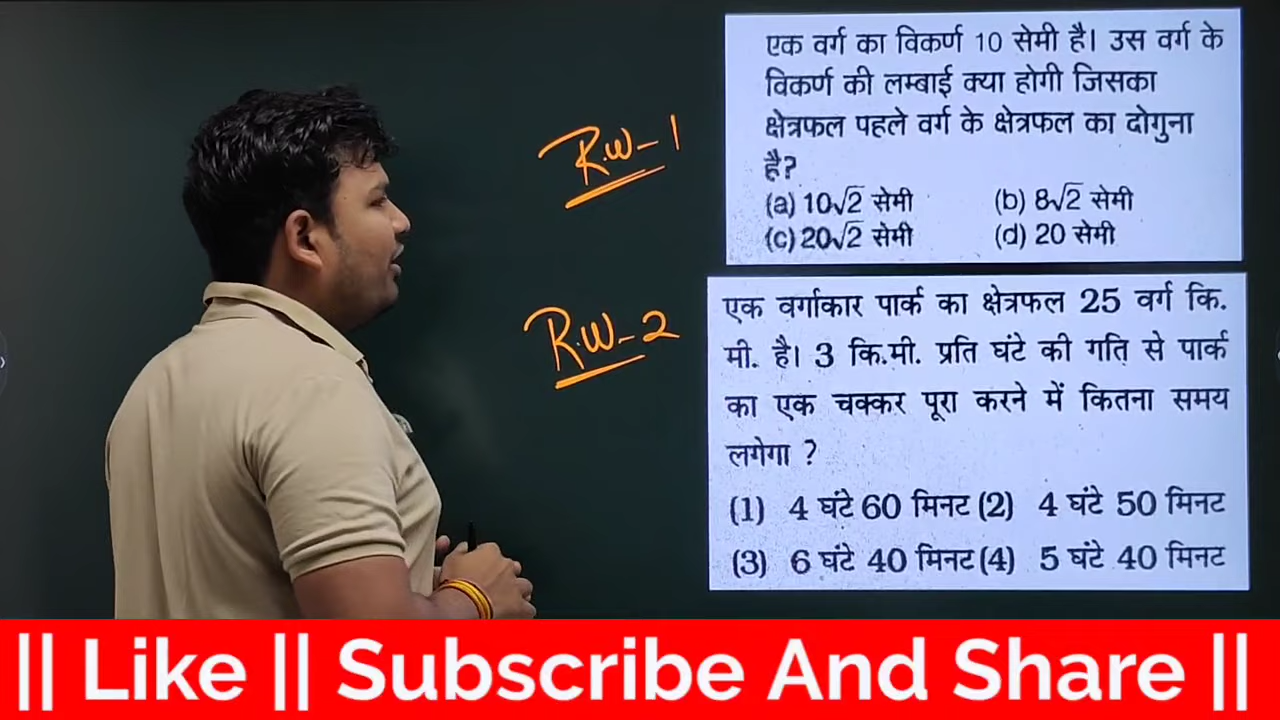 एक वर्ग का विकर्ण 10 सेमी है। उस वर्ग के
विकर्ण की लम्बाई क्या होगी जिसका
क्षेत्रफल पहले वर्ग के क्षेत्रफल का दोगुना
है?
(a) 10√2 सेमी (b) 8√2 सेमी
(c) 20√2 सेमी (d) 20 सेमी
R.W-1
एक वर्गाकार पार्क का क्षेत्रफल 25 वर्ग कि.
मी. है। 3 कि.मी. प्रति घंटे की गति से पार्क
का एक चक्कर पूरा करने में कितना समय
लगेगा ?
(1) 4 घंटे 60 मिनट (2) 4 घंटे 50 मिनट
(3) 6 घंटे 40 मिनट (4) 5 घंटे 40 मिनट
R.W-2
|| Like || Subscribe And Share ||